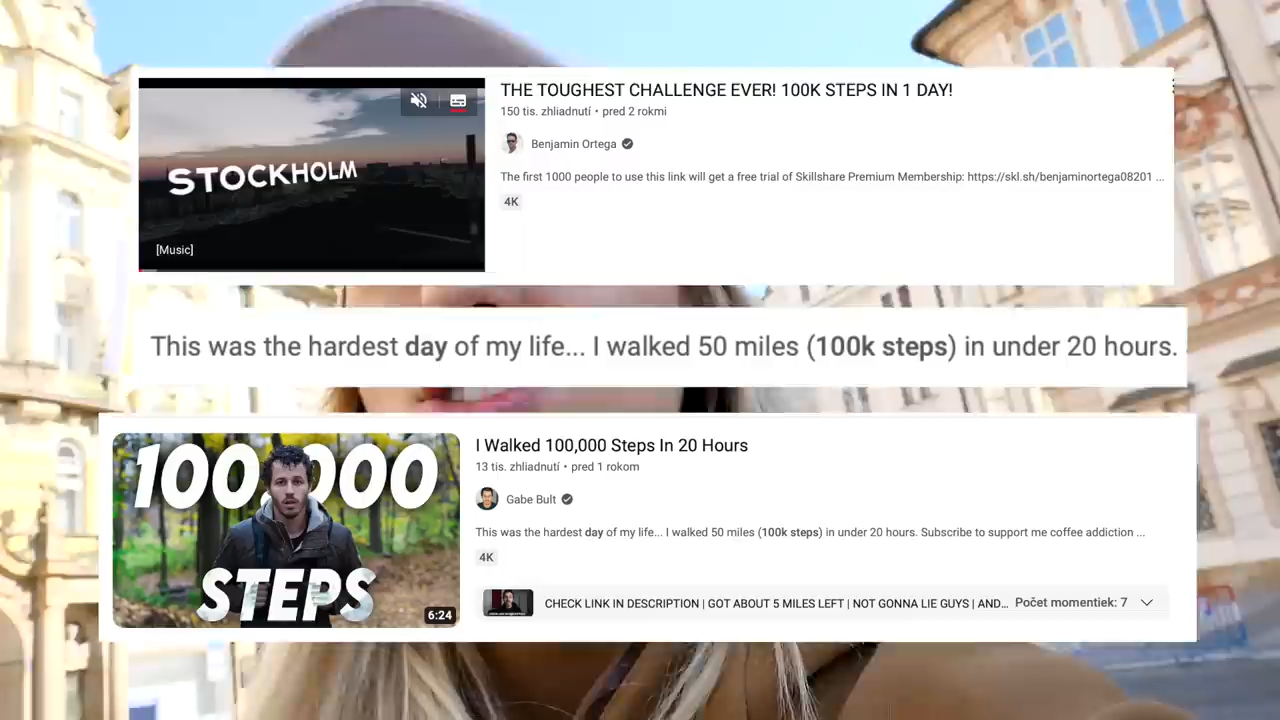 STOCKHOLM
[Music]
THE TOUGHEST CHALLENGE EVER! 100K STEPS IN 1 DAY!
150 tis. zhliadnutí • pred 2 rokmi
Benjamin Ortega
The first 1000 people to use this link will get a free trial of Skillshare Premium Membership: https://skl.sh/benjaminortega08201 ...
4K
This was the hardest day of my life... I walked 50 miles (100k steps) in under 20 hours.
100,000
STEPS
6:24
I Walked 100,000 Steps In 20 Hours
13 tis. zhliadnutí • pred 1 rokom
Gabe Bult
This was the hardest day of my life... I walked 50 miles (100k steps) in under 20 hours. Subscribe to support me coffee addiction ...
4K
CHECK LINK IN DESCRIPTION | GOT ABOUT 5 MILES LEFT | NOT GONNA LIE GUYS | AND... Počet momentiek: 7